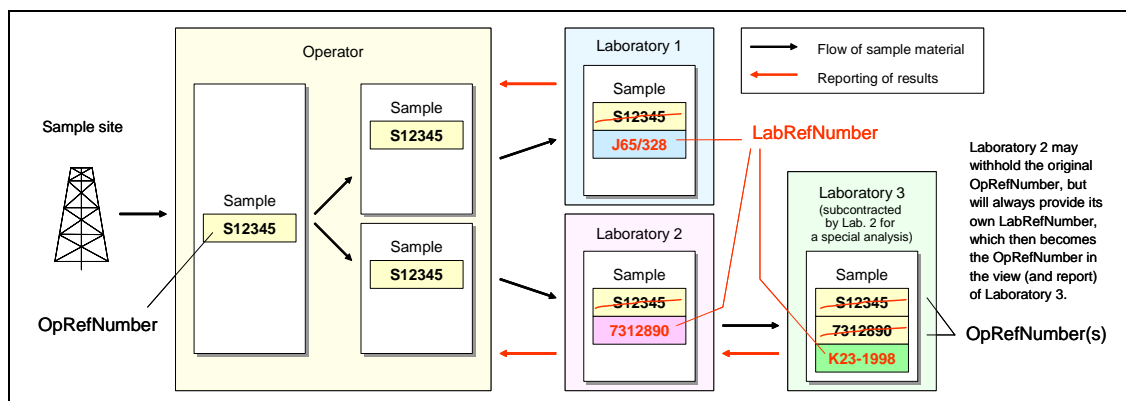 Operator
Sample site
Sample
S12345
OpRefNumber
Sample
S12345
Sample
S12345
Laboratory 1
Sample
S12345
J65/328
Flow of sample material
Reporting of results
LabRefNumber
Laboratory 2
Sample
S12345
7312890
Laboratory 3
(subcontracted
by Lab. 2 for
a special analysis)
Sample
S12345
7312890
K23-1998
Laboratory 2 may
withhold the original
OpRefNumber, but
will always provide its
own LabRefNumber,
which then becomes
the OpRefNumber in
the view (and report)
of Laboratory 3.
OpRefNumber(s)